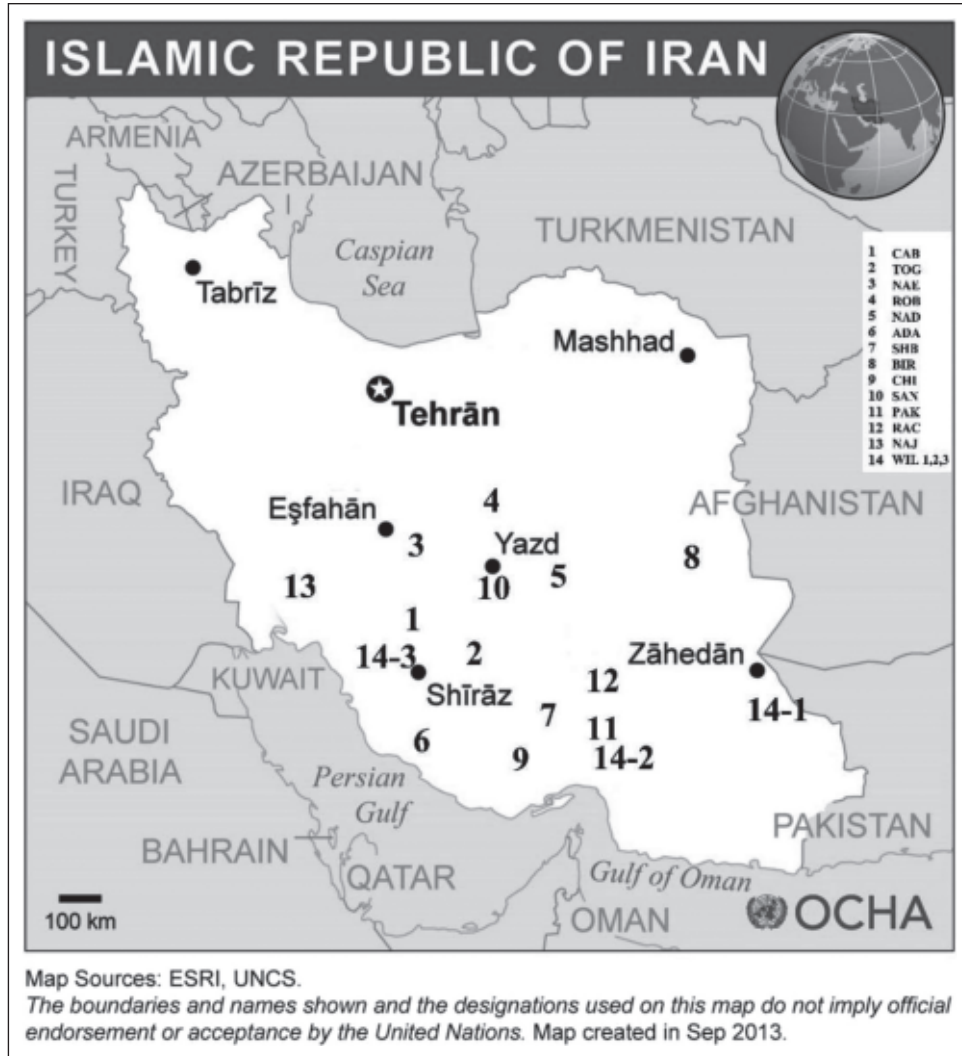 ISLAMIC REPUBLIC OF IRAN
ARMENIA
AZERBAIJAN
TURKEY
Caspian
Sea
TURKMENISTAN
Tabrīz
Mashhad
Tehrān
1 CAB
2 TOG
3 NAE
4 ROB
5 NAD
6 ADA
7 SHB
8 BIR
9 CHI
10 SAN
11 PAK
12 RAC
13 NAJ
14 WIL 1,2,3
IRAQ
AFGHANISTAN
Eşfahān
4
3
Yazd
8
13
10
5
1
14-3
2
Zāhedān
KUWAIT
12
Shīrāz
14-1
7
SAUDI
ARABIA
6
11
9
14-2
Persian
Gulf
PAKISTAN
BAHRAIN
QATAR
Gulf of Oman
OMAN
100 km
OCHA
Map Sources: ESRI, UNCS.
The boundaries and names shown and the designations used on this map do not imply official
endorsement or acceptance by the United Nations. Map created in Sep 2013.